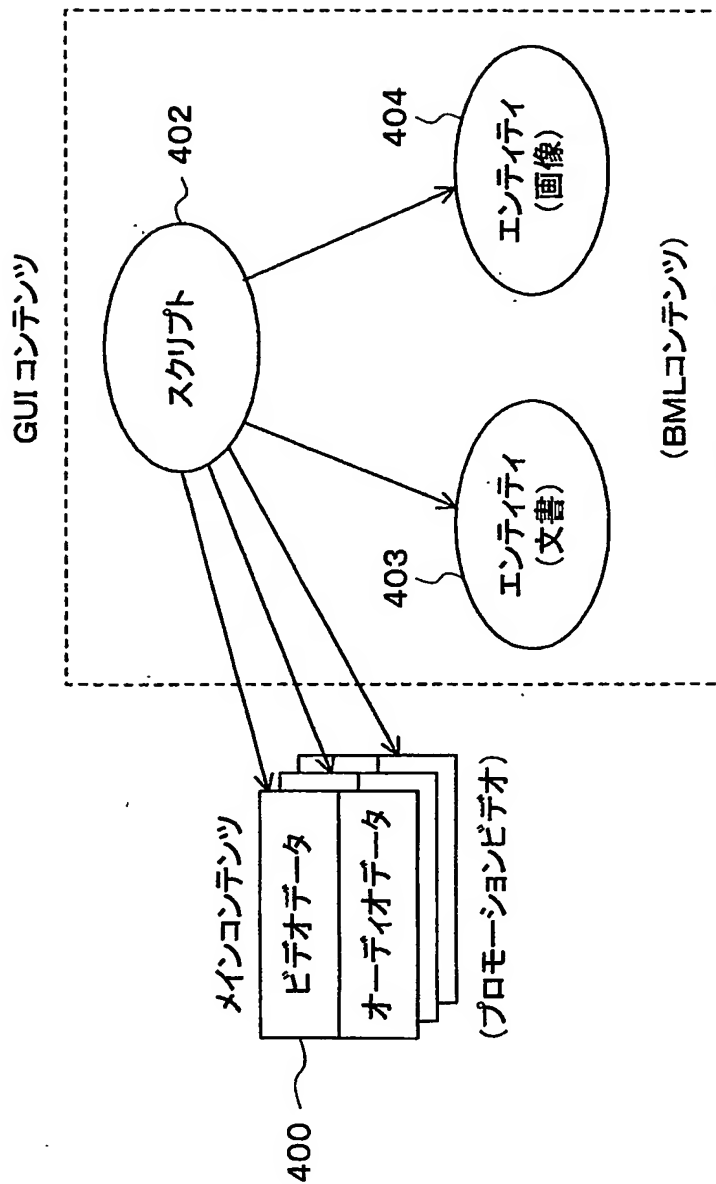 GUI コンテンツ
スクリプト
402
エンティティ
(文書)
403
エンティティ
(画像)
404
(BMLコンテンツ)
メインコンテンツ
ビデオデータ
オーディオデータ
(プロモーションビデオ)
400